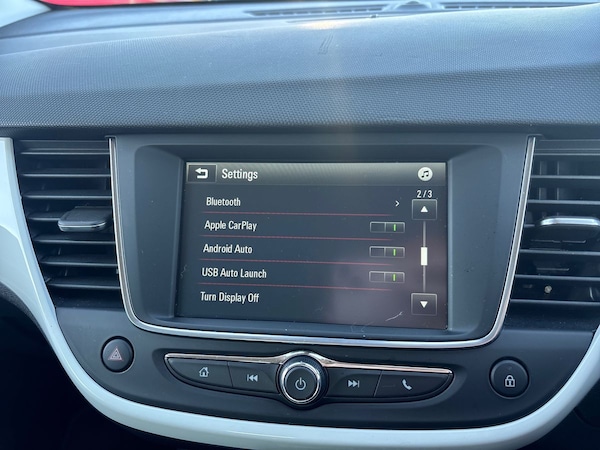 Settings
2/3
Bluetooth
Apple CarPlay
Android Auto
USB Auto Launch
Turn Display Off